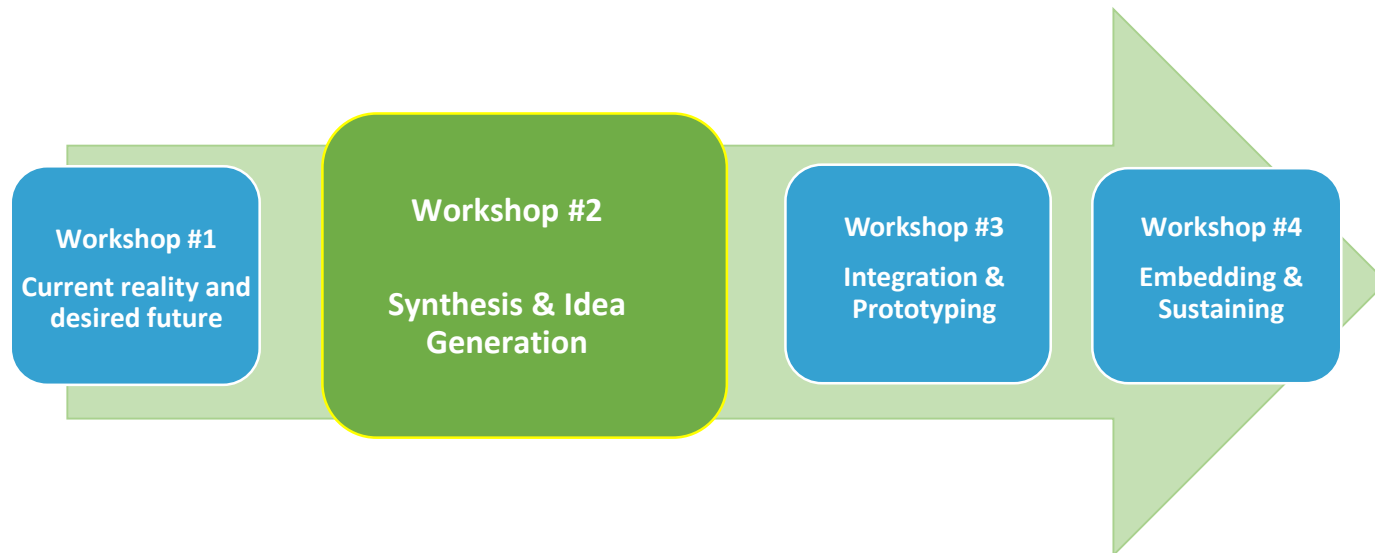 Workshop #1
Current reality and
desired future
Workshop #2
Synthesis & Idea
Generation
Workshop #3
Integration &
Prototyping
Workshop #4
Embedding &
Sustaining